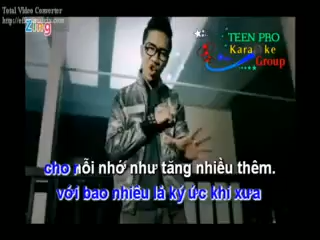 Total Video Converter
Zing
TEEN PRO
Karaoke
Group
cho nỗi nhớ như tăng nhiều thêm.
với bao nhiêu là ký ức khi xưa